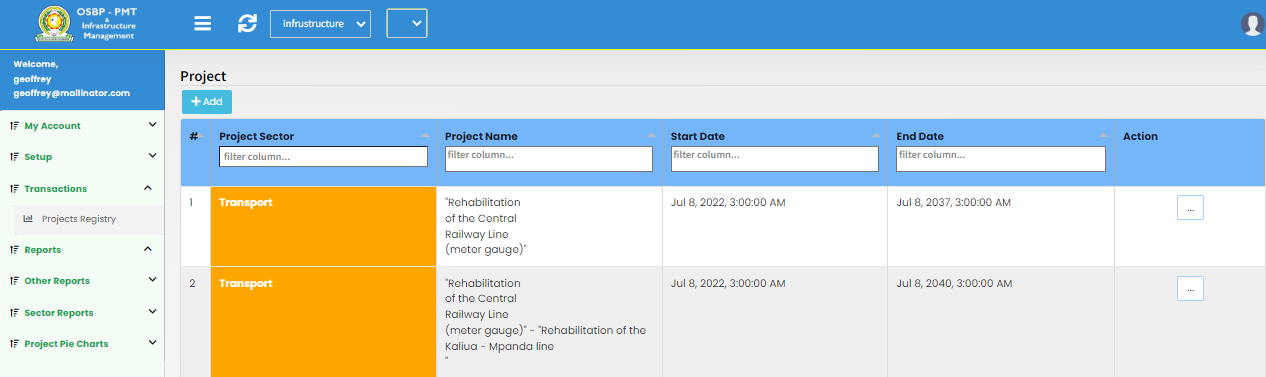 OSBP - PMT
&
Infrastructure
Management
infrustructure
Welcome,
geoffrey
geoffrey@mailinator.com
My Account
Setup
Transactions
Projects Registry
Reports
Other Reports
Sector Reports
Project Pie Charts
Project
+ Add
# Project Sector Project Name Start Date End Date Action
filter column... filter column... filter column... filter column...
1 Transport "Rehabilitation Jul 8, 2022, 3:00:00 AM Jul 8, 2037, 3:00:00 AM ...
of the Central
Railway Line
(meter gauge)"
2 Transport "Rehabilitation Jul 8, 2022, 3:00:00 AM Jul 8, 2040, 3:00:00 AM ...
of the Central
Railway Line
(meter gauge)" - "Rehabilitation of the
Kaliua - Mpanda line
"